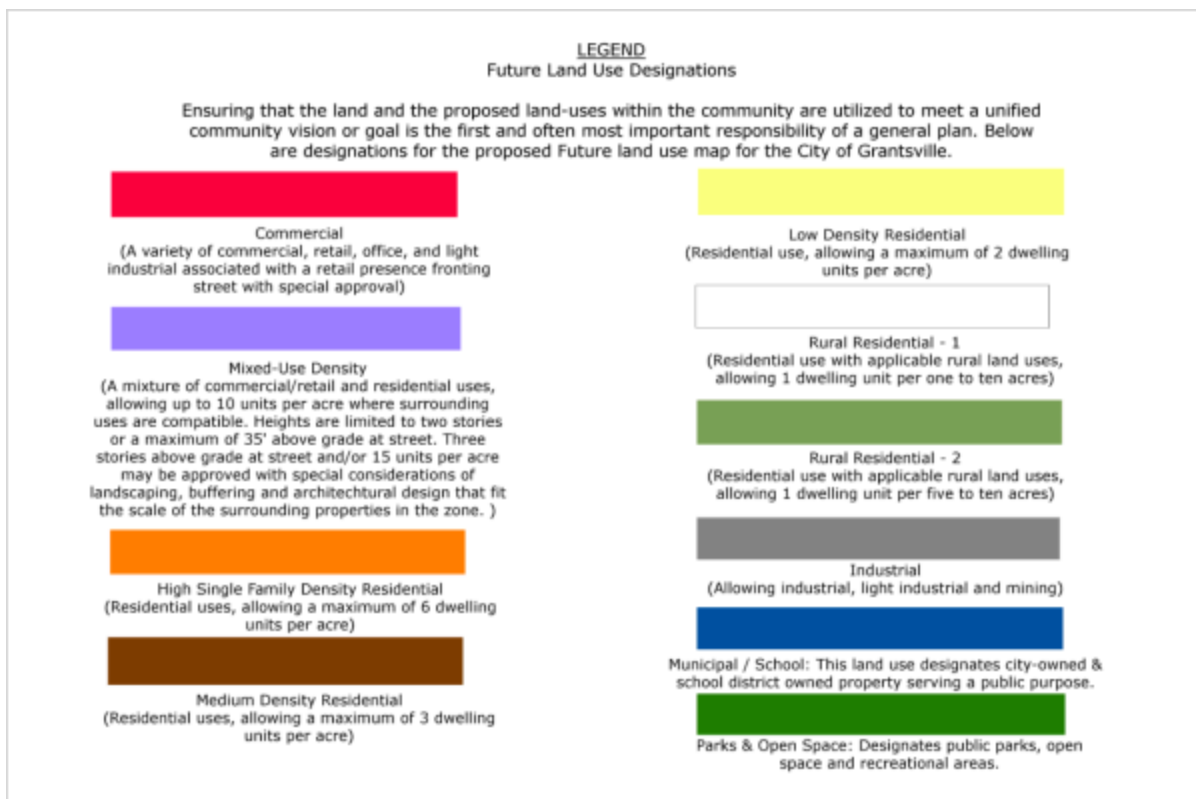 LEGEND
Future Land Use Designations
Ensuring that the land and the proposed land-uses within the community are utilized to meet a unified
community vision or goal is the first and often most important responsibility of a general plan. Below
are designations for the proposed Future land use map for the City of Grantsville.
Commercial
(A variety of commercial, retail, office, and light
industrial associated with a retail presence fronting
street with special approval)
Mixed-Use Density
(A mixture of commercial/retail and residential uses,
allowing up to 10 units per acre where surrounding
uses are compatible. Heights are limited to two stories
or a maximum of 35' above grade at street. Three
stories above grade at street and/or 15 units per acre
may be approved with special considerations of
landscaping, buffering and architechtural design that fit
the scale of the surrounding properties in the zone. )
High Single Family Density Residential
(Residential uses, allowing a maximum of 6 dwelling
units per acre)
Medium Density Residential
(Residential uses, allowing a maximum of 3 dwelling
units per acre)
Low Density Residential
(Residential use, allowing a maximum of 2 dwelling
units per acre)
Rural Residential - 1
(Residential use with applicable rural land uses,
allowing 1 dwelling unit per one to ten acres)
Rural Residential - 2
(Residential use with applicable rural land uses,
allowing 1 dwelling unit per five to ten acres)
Industrial
(Allowing industrial, light industrial and mining)
Municipal / School: This land use designates city-owned &
school district owned property serving a public purpose.
Parks & Open Space: Designates public parks, open
space and recreational areas.